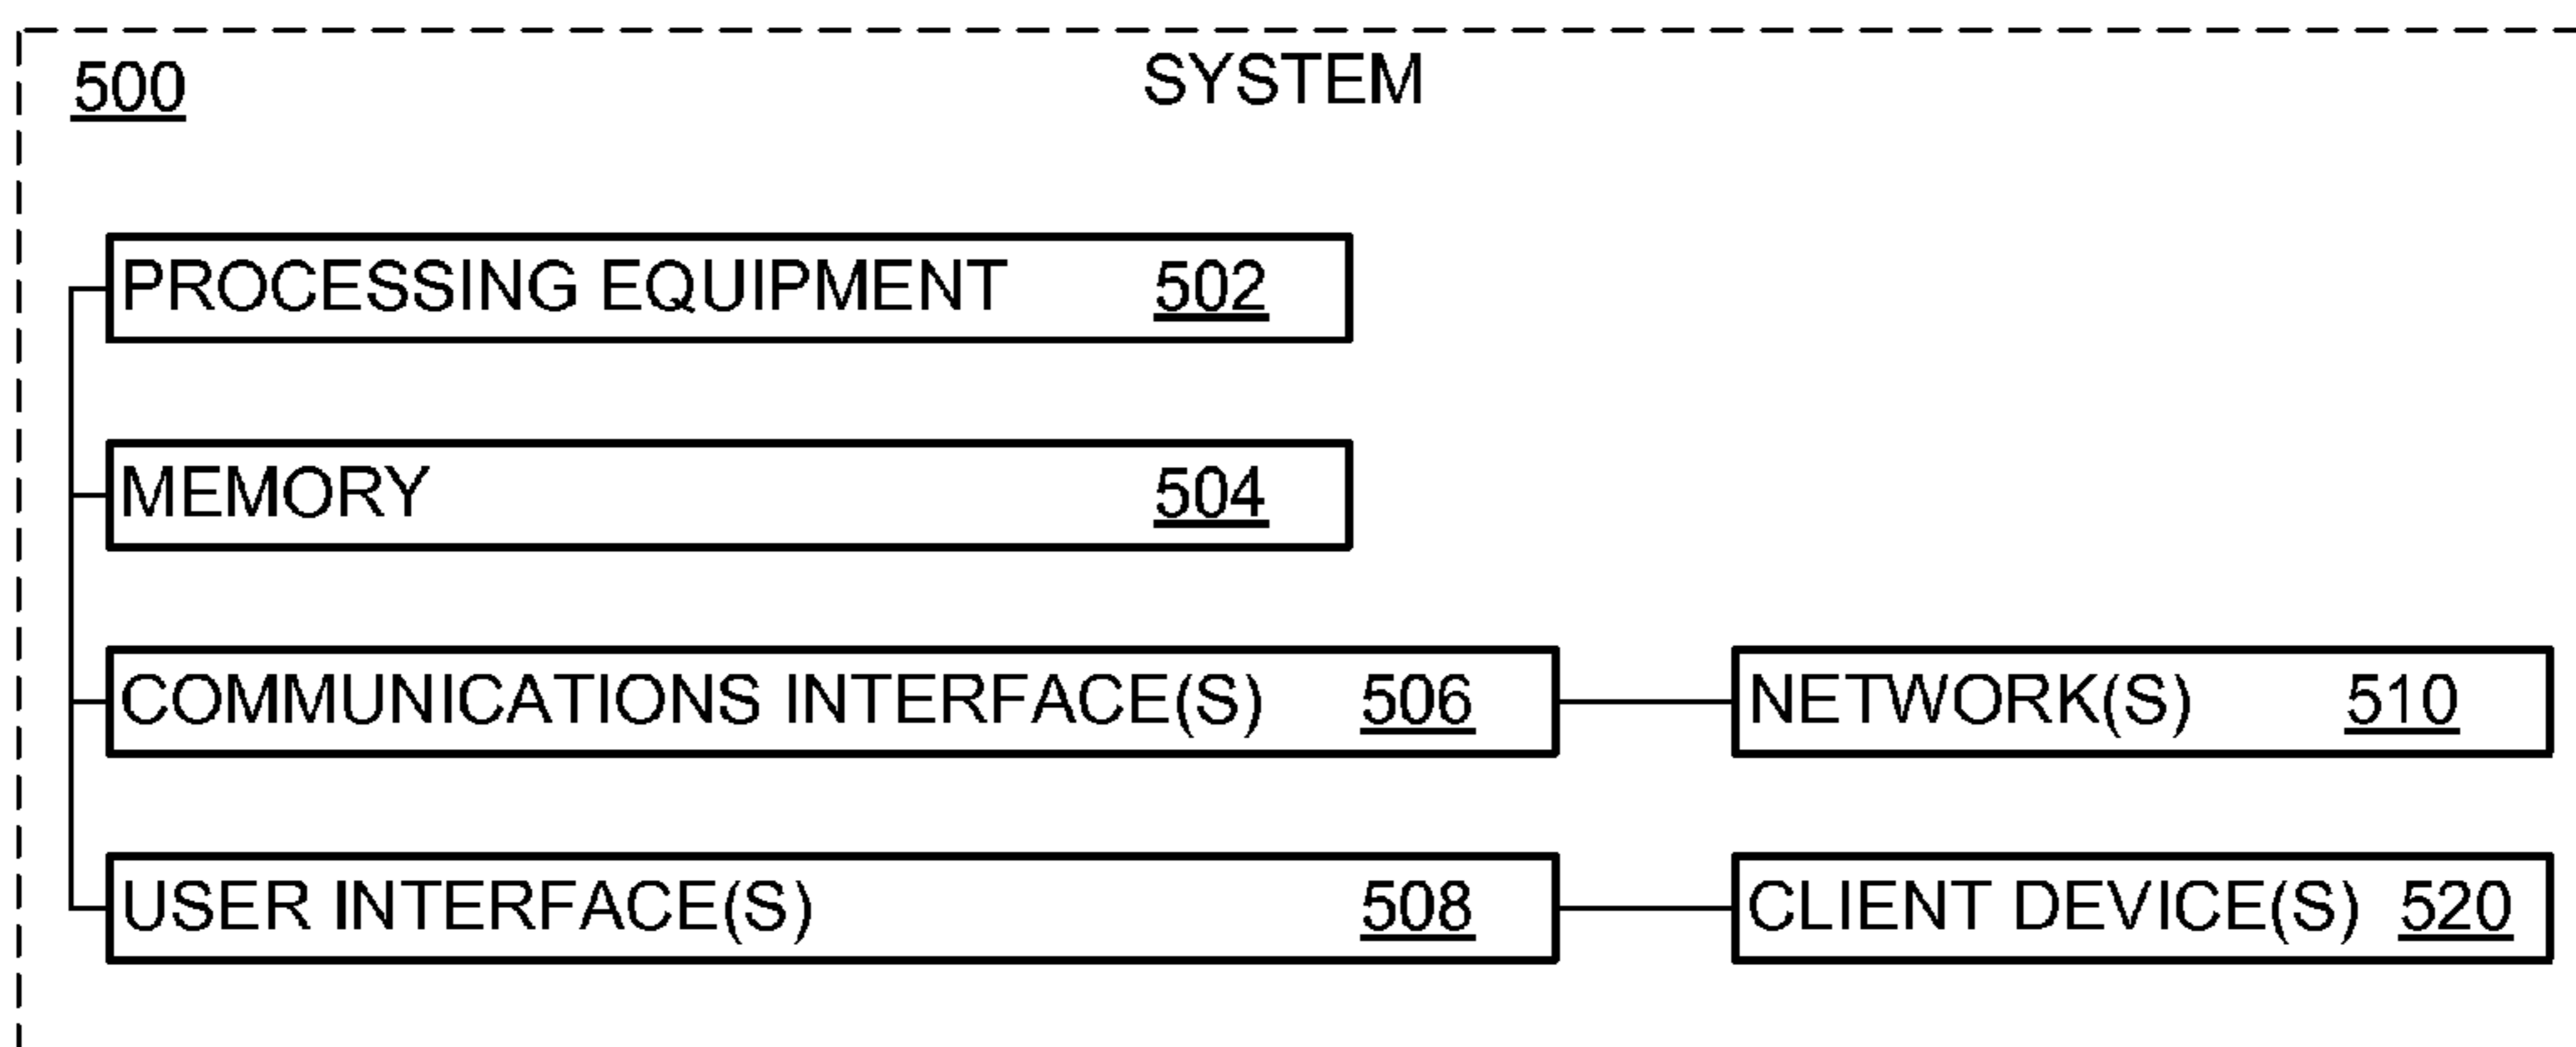 500 SYSTEM
PROCESSING EQUIPMENT 502
MEMORY 504
COMMUNICATIONS INTERFACE(S) 506 NETWORK(S) 510
USER INTERFACE(S) 508 CLIENT DEVICE(S) 520